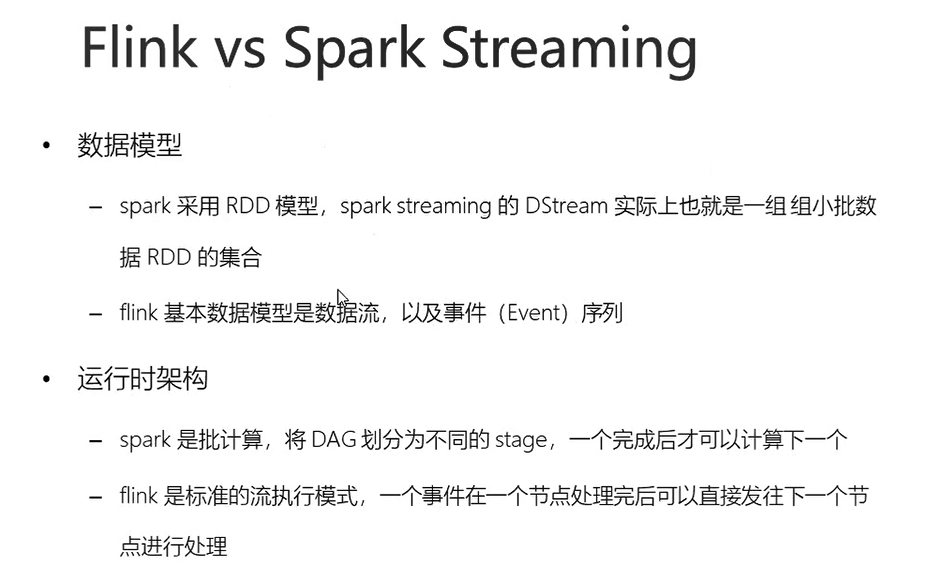 Flink vs Spark Streaming
• 数据模型
– spark 采用 RDD 模型，spark streaming 的 DStream 实际上也就是一组组小批数
据 RDD 的集合
– flink 基本数据模型是数据流，以及事件（Event）序列
• 运行时架构
– spark 是批计算，将 DAG 划分为不同的 stage，一个完成后才可以计算下一个
– flink 是标准的流执行模式，一个事件在一个节点处理完后可以直接发往下一个节
点进行处理